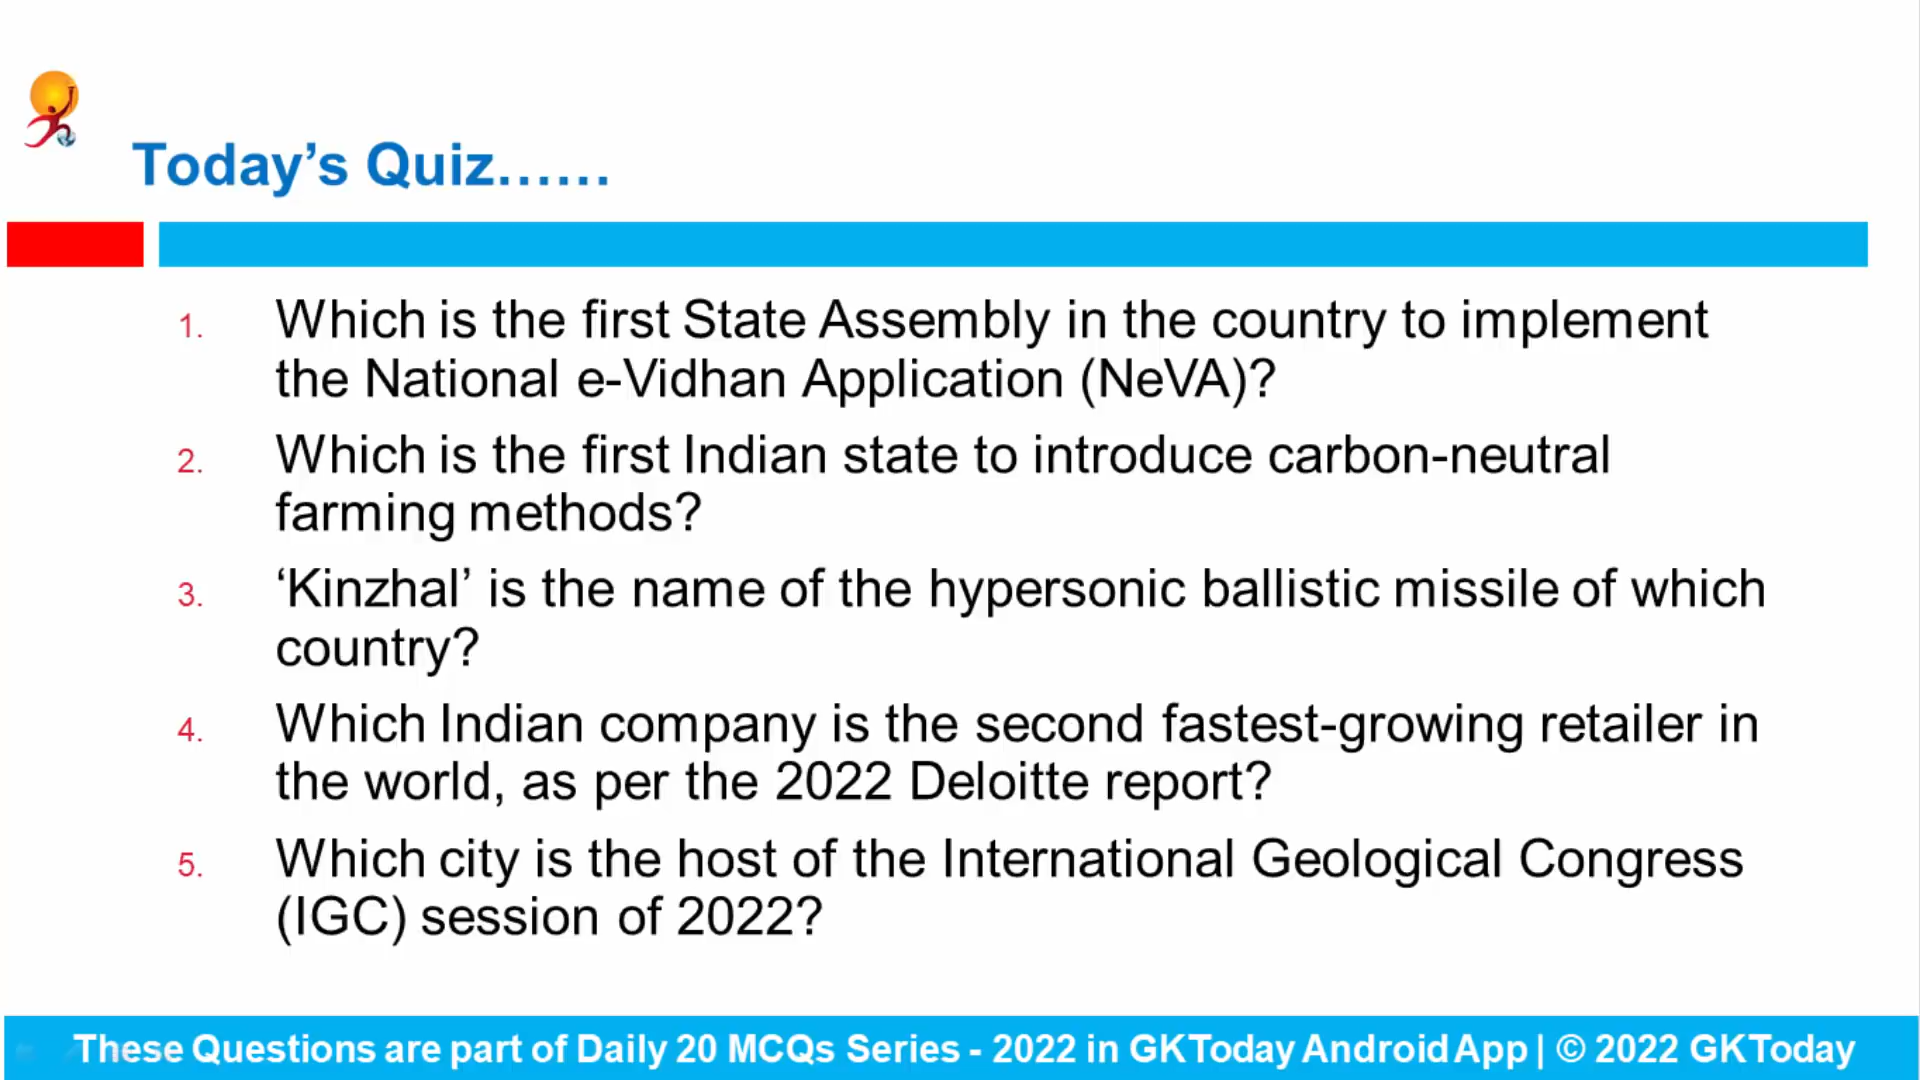 Today’s Quiz......
1. Which is the first State Assembly in the country to implement
the National e-Vidhan Application (NeVA)?
2. Which is the first Indian state to introduce carbon-neutral
farming methods?
3. ‘Kinzhal’ is the name of the hypersonic ballistic missile of which
country?
4. Which Indian company is the second fastest-growing retailer in
the world, as per the 2022 Deloitte report?
5. Which city is the host of the International Geological Congress
(IGC) session of 2022?
These Questions are part of Daily 20 MCQs Series - 2022 in GKToday Android App | © 2022 GKToday